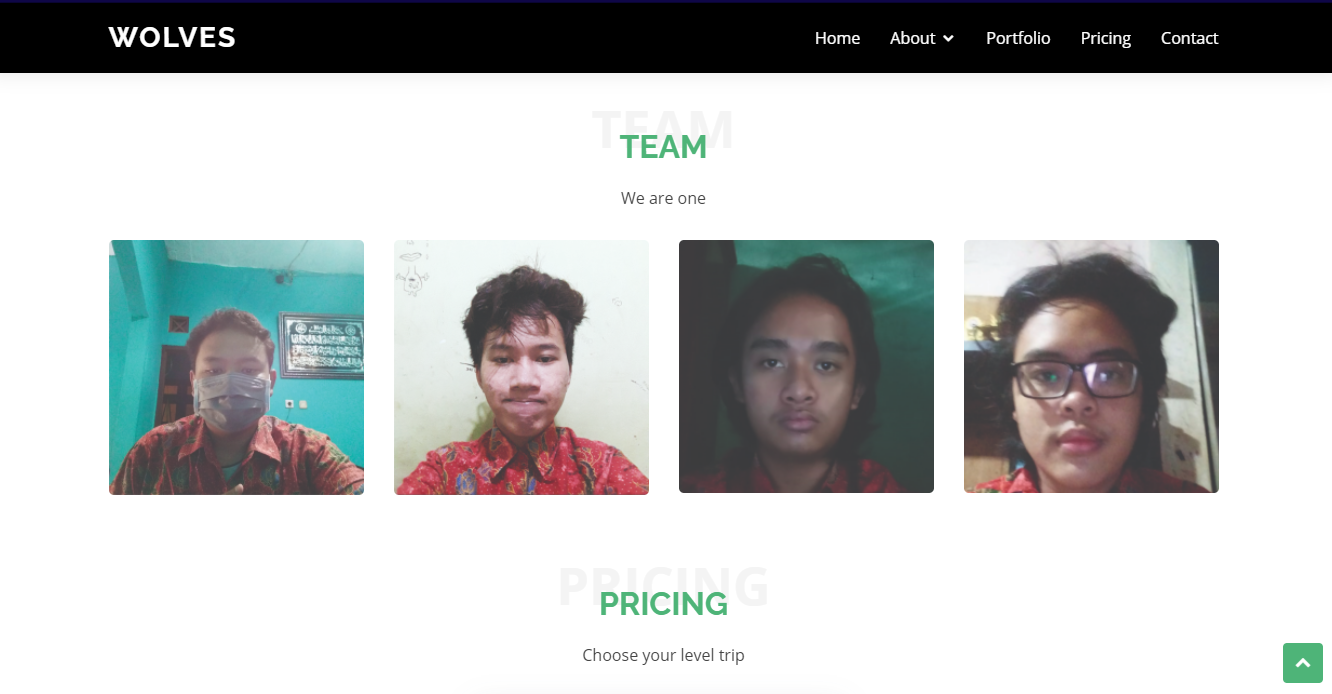 WOLVES
Home About Portfolio Pricing Contact
TEAM
TEAM
We are one
PRICING
PRICING
Choose your level trip